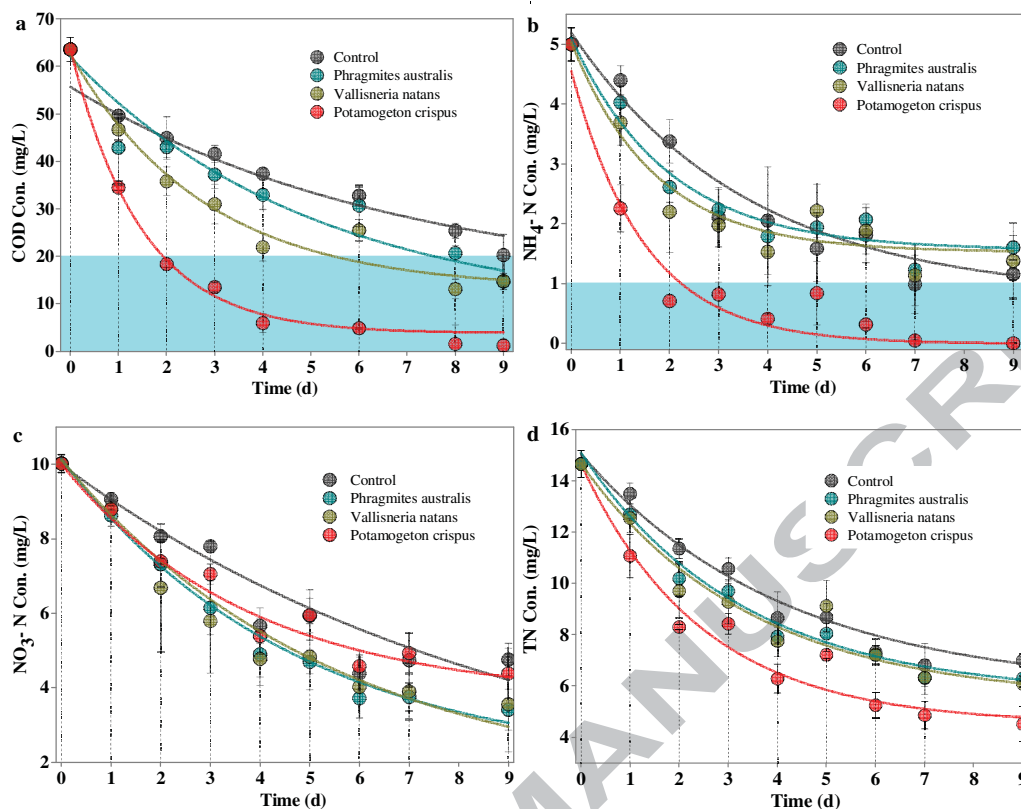 a
COD Con. (mg/L)
70
60
50
40
30
20
10
0
Control
Phragmites australis
Vallisneria natans
Potamogeton crispus
0 1 2 3 4 5 6 7 8 9
Time (d)
b
NH4- N Con. (mg/L)
5
4
3
2
1
0
Control
Phragmites australis
Vallisneria natans
Potamogeton crispus
0 1 2 3 4 5 6 7 8 9
Time (d)
c
NO3- N Con. (mg/L)
10
8
6
4
2
Control
Phragmites australis
Vallisneria natans
Potamogeton crispus
0 1 2 3 4 5 6 7 8 9
Time (d)
d
TN Con. (mg/L)
16
14
12
10
8
6
4
Control
Phragmites australis
Vallisneria natans
Potamogeton crispus
0 1 2 3 4 5 6 7 8 9
Time (d)
MANUSCR